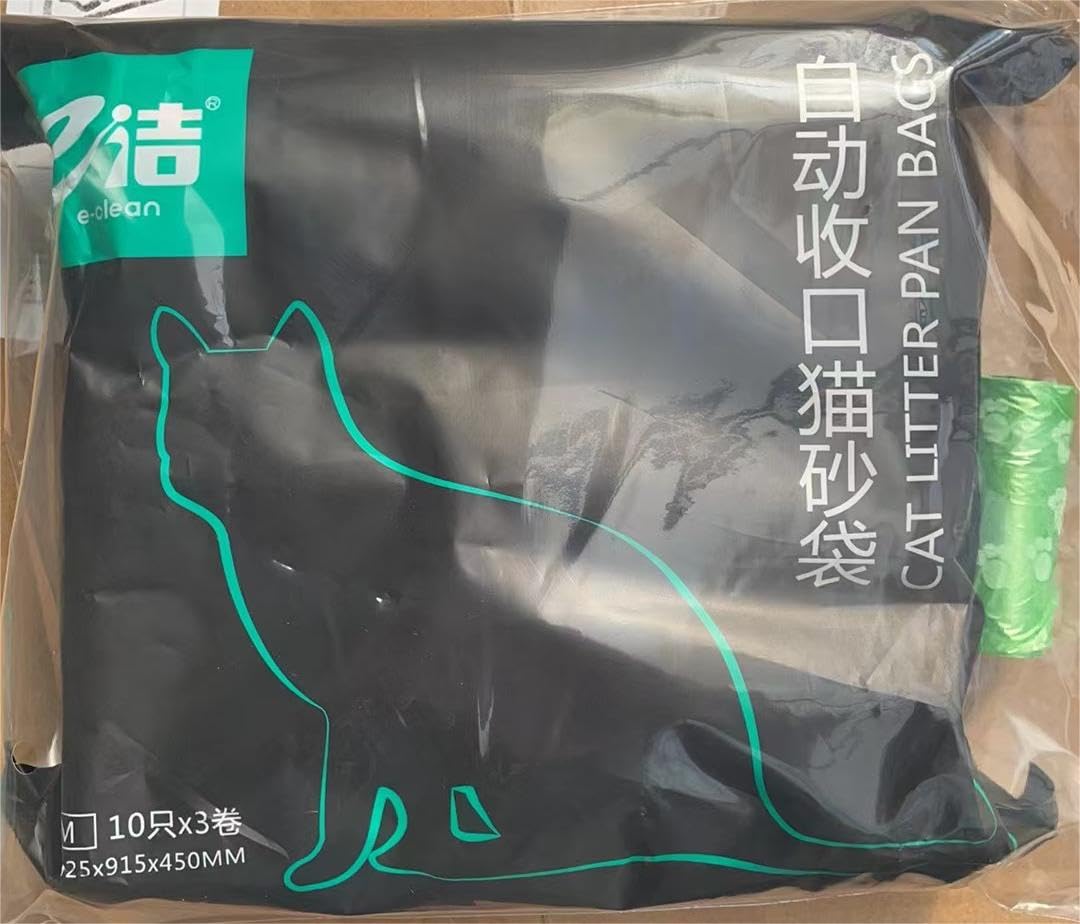 洁®
e-clean
自动收口猫砂袋
CAT LITTER PAN BAGS
M 10只x3卷
25x915x450MM